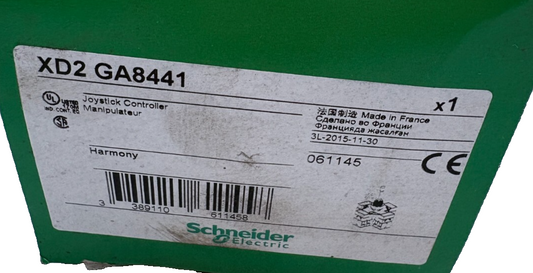 XD2 GA8441
x1
UL
Joystick Controller
Manipulateur
法国制造 Made in France
Сделано во Франции
Францияда жасалған
3L-2015-11-30
Harmony
061145
CE
3 389110 611458
Schneider
Electric